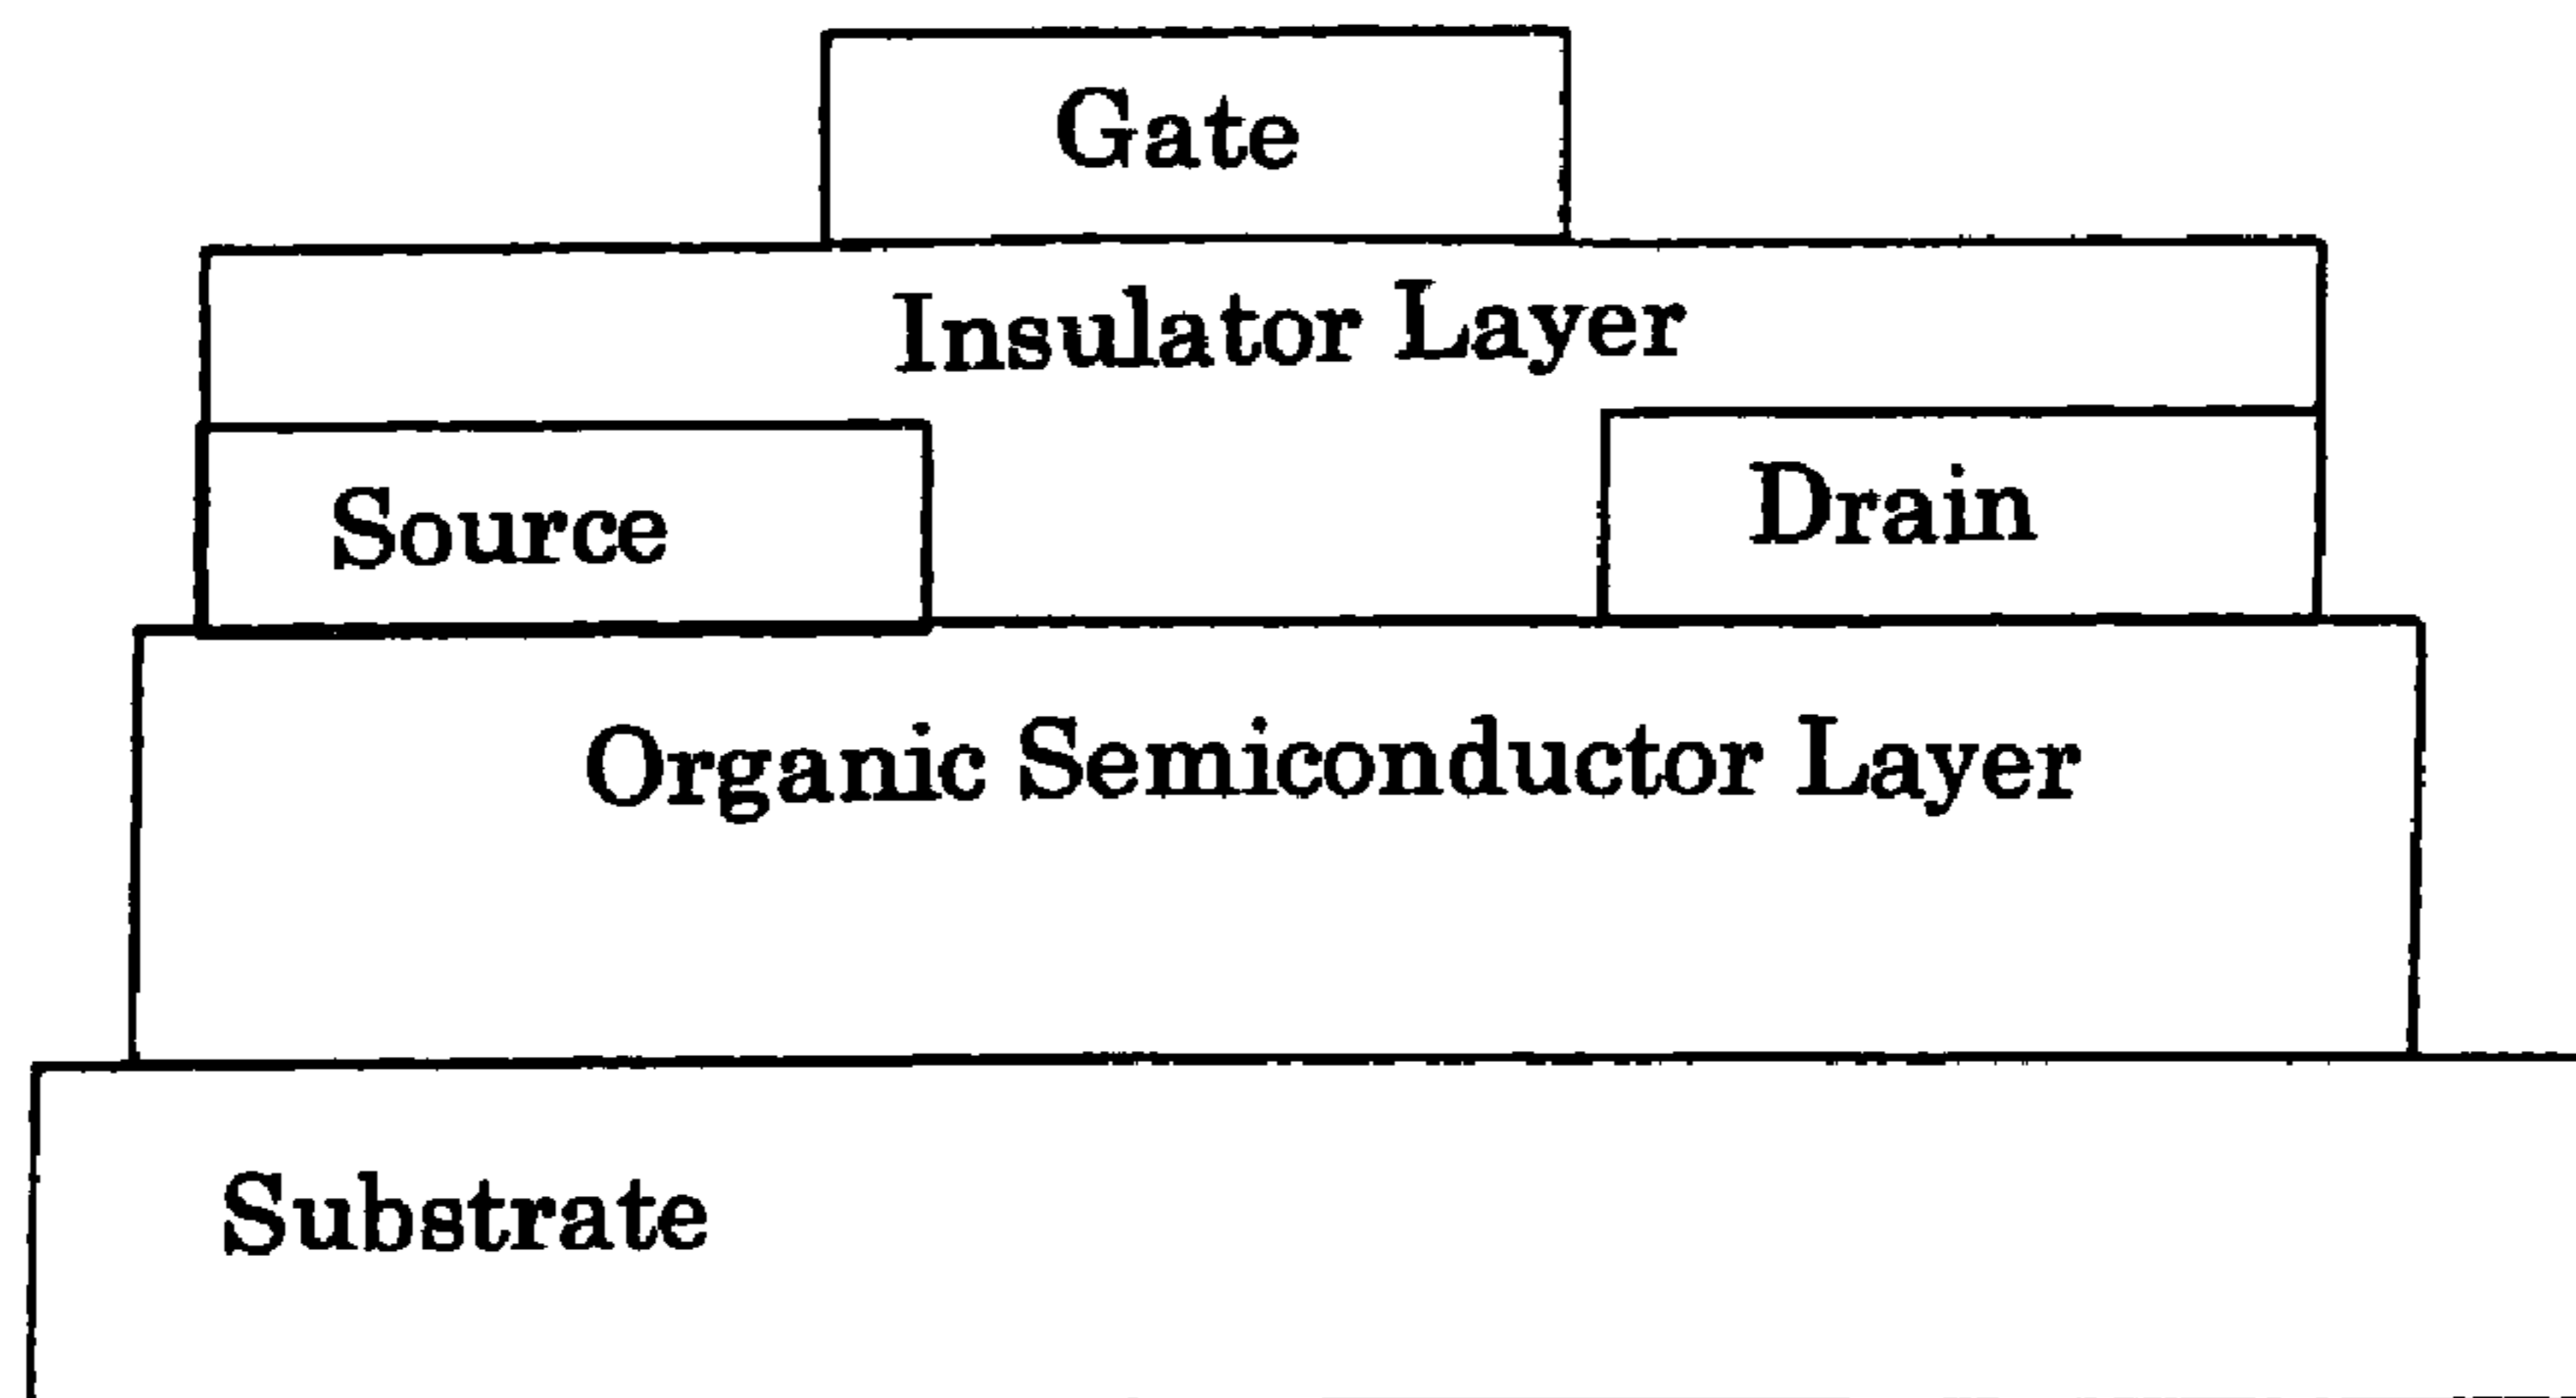 Gate
Insulator Layer
Source
Drain
Organic Semiconductor Layer
Substrate